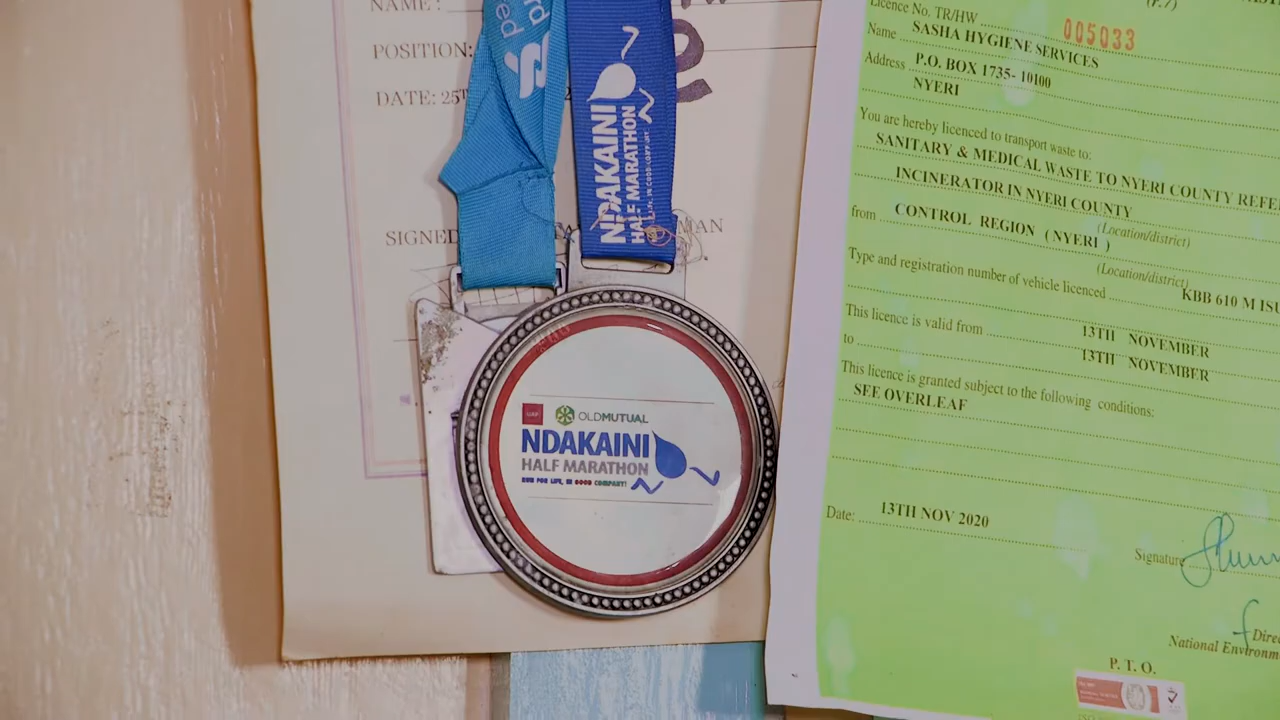 NAME :
POSITION:
DATE: 25T
SIGNED
MAN
ed
NDAKAINI
HALF MARATHON
OLDMUTUAL
NDAKAINI
HALF MARATHON
RUN FOR LIFE, IN GOOD COMPANY!
Licence No. TR/HW
005033
Name SASHA HYGIENE SERVICES
Address P.O. BOX 1735- 10100
NYERI
You are hereby licenced to transport waste to:
SANITARY & MEDICAL WASTE TO NYERI COUNTY REFE
INCINERATOR IN NYERI COUNTY
(Location/district)
from CONTROL REGION ( NYERI )
(Location/district)
Type and registration number of vehicle licenced KBB 610 M ISU
This licence is valid from 13TH NOVEMBER
to 13TH NOVEMBER
This licence is granted subject to the following conditions:
SEE OVERLEAF
Date: 13TH NOV 2020
Signature
Dire
National Environm
P. T. O.